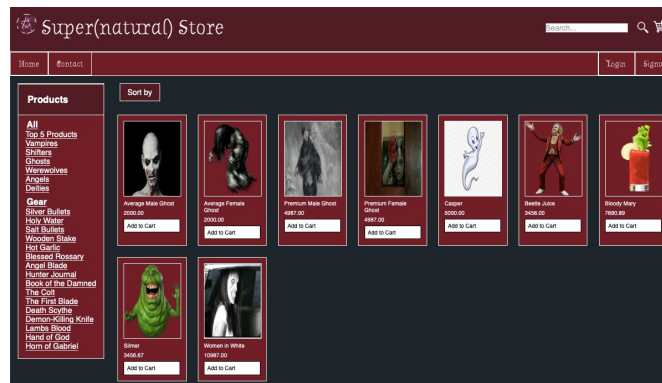 Super(natural) Store
Search...
Home
Contact
Login
Signu
Products
Sort by
All
Top 5 Products
Vampires
Shifters
Ghosts
Werewolves
Angels
Deities
Gear
Silver Bullets
Holy Water
Salt Bullets
Wooden Stake
Hot Garlic
Blessed Rossary
Angel Blade
Hunter Journal
Book of the Damned
The Colt
The First Blade
Death Scythe
Demon-Killing Knife
Lambs Blood
Hand of God
Horn of Gabriel
Average Male Ghost
2000.00
Add to Cart
Average Female
Ghost
2000.00
Add to Cart
Premium Male Ghost
4987.00
Add to Cart
Premium Female
Ghost
4987.00
Add to Cart
Casper
5000.00
Add to Cart
Beetle Juice
3456.00
Add to Cart
Bloody Mary
7890.89
Add to Cart
Slimer
3456.67
Add to Cart
Women in White
10987.00
Add to Cart